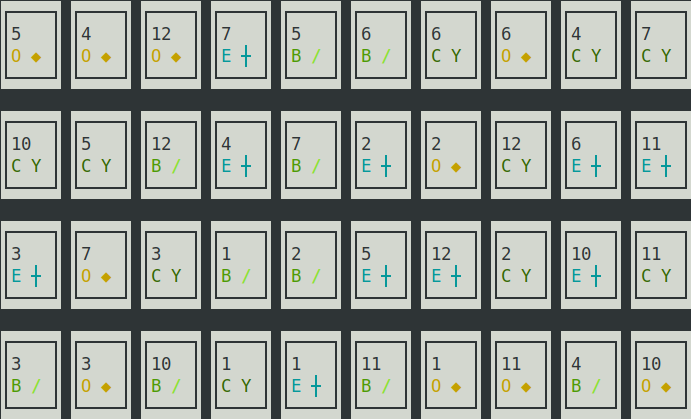 5 4 12 7 5 6 6 6 4 7
O ◆ O ◆ O ◆ E ┼ B / B / C Y O ◆ C Y C Y
10 5 12 4 7 2 2 12 6 11
C Y C Y B / E ┼ B / E ┼ O ◆ C Y E ┼ E ┼
3 7 3 1 2 5 12 2 10 11
E ┼ O ◆ C Y B / B / E ┼ E ┼ C Y E ┼ C Y
3 3 10 1 1 11 1 11 4 10
B / O ◆ B / C Y E ┼ B / O ◆ O ◆ B / O ◆